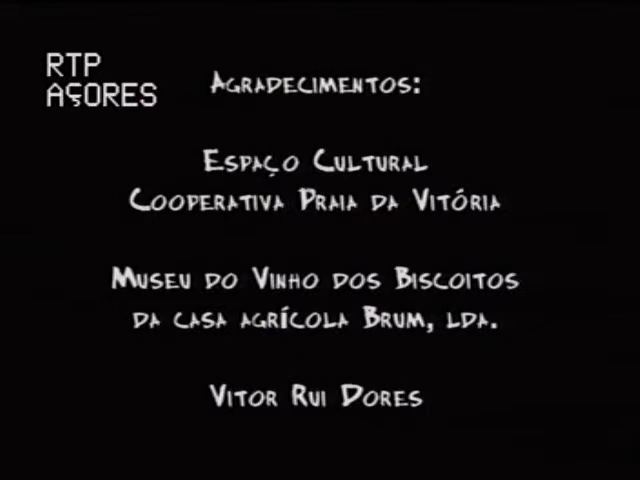 RTP
AÇORES
AGRADECIMENTOS:
ESPAÇO CULTURAL
COOPERATIVA PRAIA DA VITÓRIA
MUSEU DO VINHO DOS BISCOITOS
DA CASA AGRÍCOLA BRUM, LDA.
VITOR RUI DORES